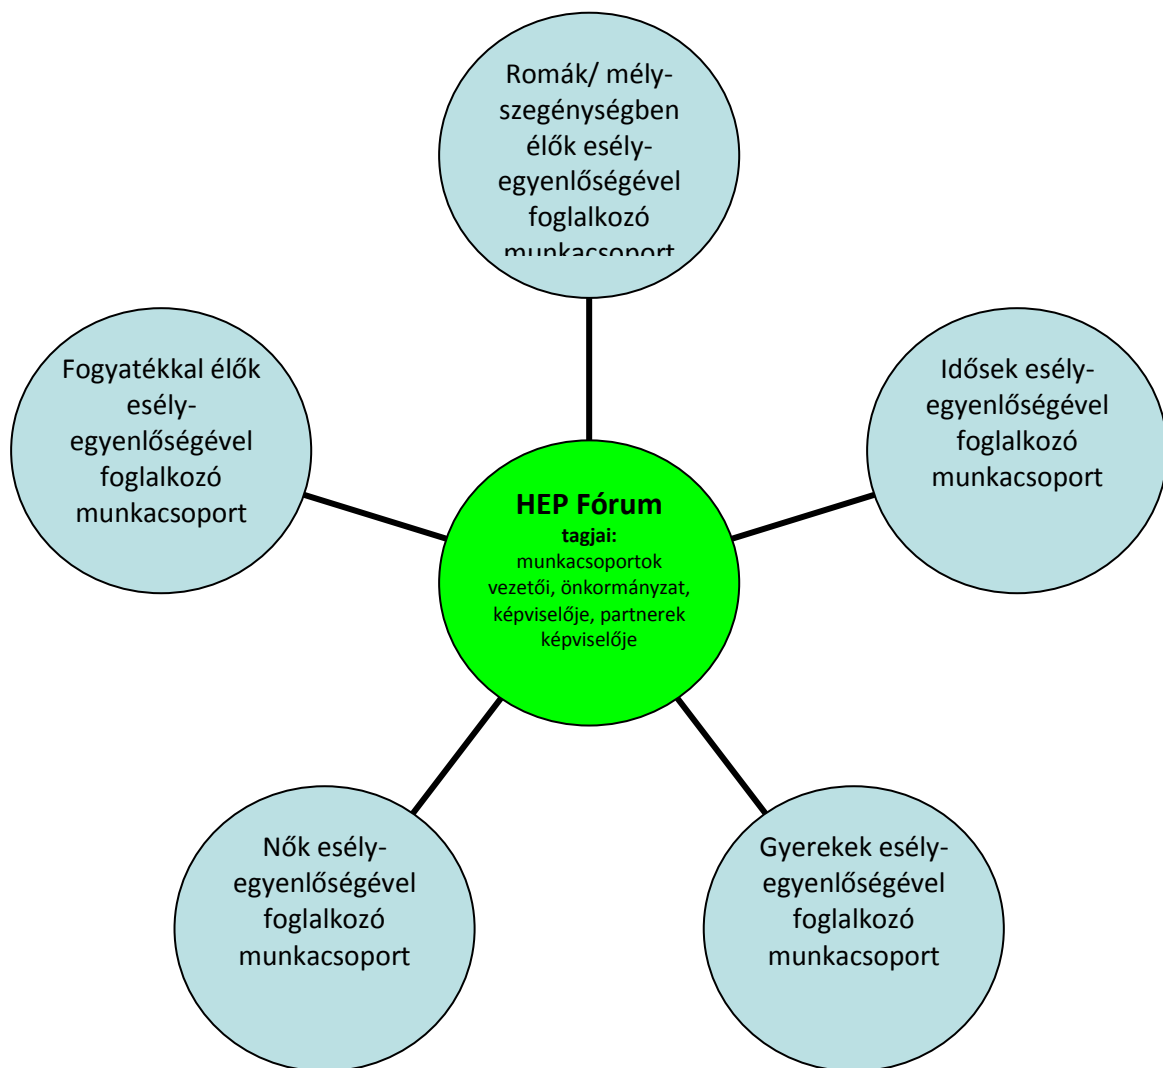 Romák/ mély-
szegénységben
élők esély-
egyenlőségével
foglalkozó
munkacsoport
Fogyatékkal élők
esély-
egyenlőségével
foglalkozó
munkacsoport
Idősek esély-
egyenlőségével
foglalkozó
munkacsoport
HEP Fórum
tagjai:
munkacsoportok
vezetői, önkormányzat,
képviselője, partnerek
képviselője
Nők esély-
egyenlőségével
foglalkozó
munkacsoport
Gyerekek esély-
egyenlőségével
foglalkozó
munkacsoport